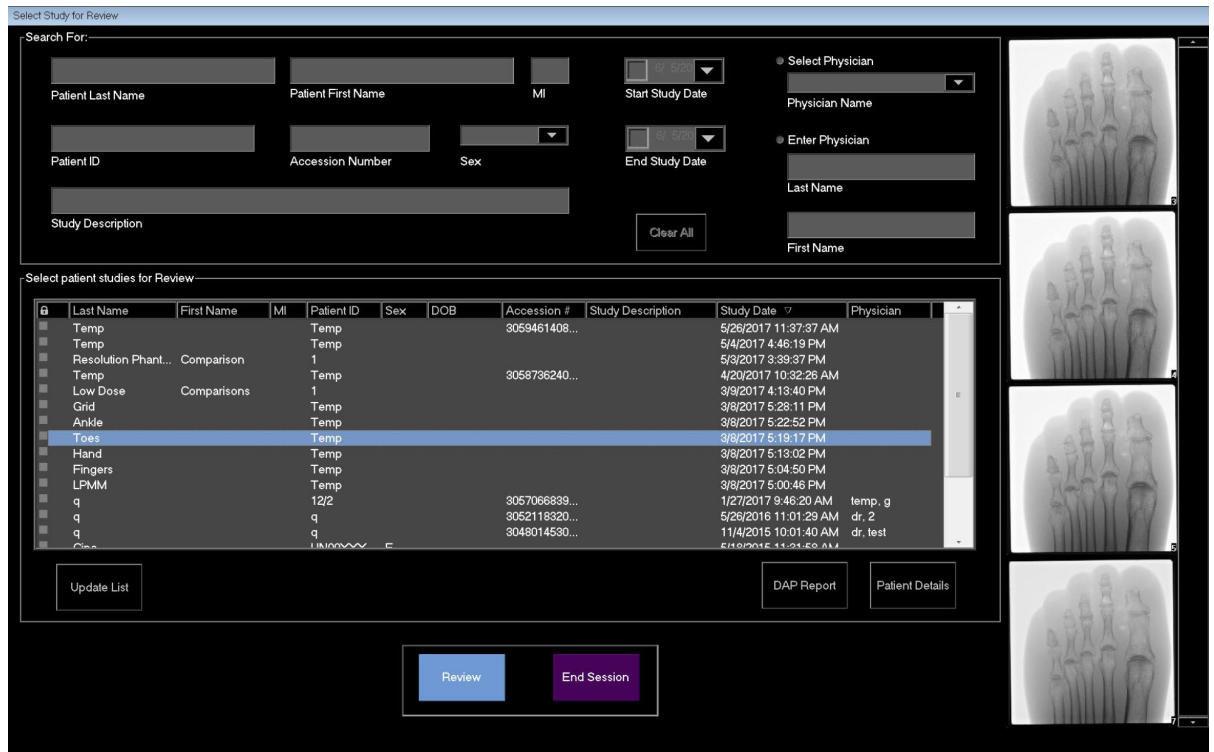 Select Study for Review
Search For:
Select Physician
6/ 5/20
Patient Last Name
Patient First Name
MI
Start Study Date
Physician Name
Enter Physician
6/ 5/20
Patient ID
Accession Number
Sex
End Study Date
Last Name
Study Description
Clear All
First Name
Select patient studies for Review
Last Name First Name MI Patient ID Sex DOB Accession # Study Description Study Date Physician
Temp Temp 3059461408... 5/26/2017 11:37:37 AM
Temp Temp 5/4/2017 4:46:19 PM
Resolution Phant... Comparison 1 5/3/2017 3:39:37 PM
Temp Temp 3058736240... 4/20/2017 10:32:26 AM
Low Dose Comparisons 1 3/9/2017 4:13:40 PM
Grid Temp 3/8/2017 5:28:11 PM
Ankle Temp 3/8/2017 5:22:52 PM
Toes Temp 3/8/2017 5:19:17 PM
Hand Temp 3/8/2017 5:13:02 PM
Fingers Temp 3/8/2017 5:04:50 PM
LPMM Temp 3/8/2017 5:00:46 PM
q 12/2 3057066839... 1/27/2017 9:46:20 AM temp, g
q q 3052118320... 5/26/2016 11:01:29 AM dr, 2
q q 3048014530... 11/4/2015 10:01:40 AM dr, test
Update List
DAP Report
Patient Details
Review
End Session
3
4
5
7